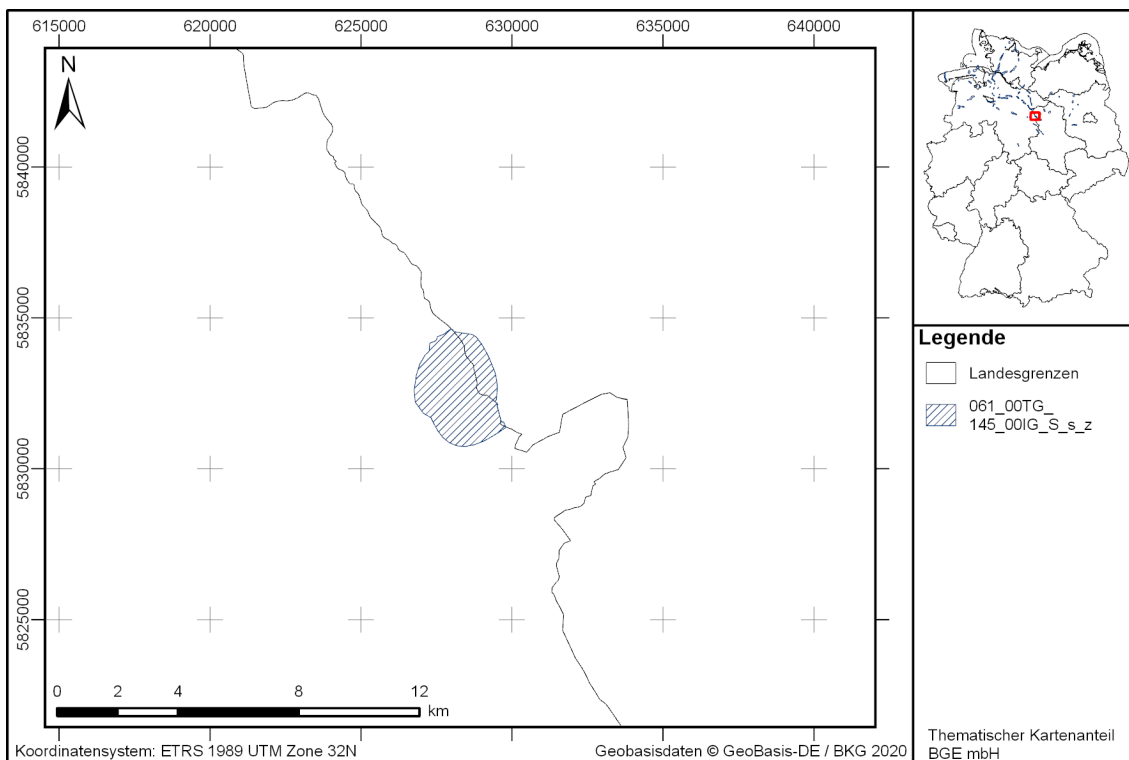 615000 620000 625000 630000 635000 640000
N
5840000
5835000
5830000
5825000
0 2 4 8 12
km
Koordinatensystem: ETRS 1989 UTM Zone 32N
Geobasisdaten © GeoBasis-DE / BKG 2020
Legende
Landesgrenzen
061_00TG_
145_00IG_S_s_z
Thematischer Kartenanteil
BGE mbH